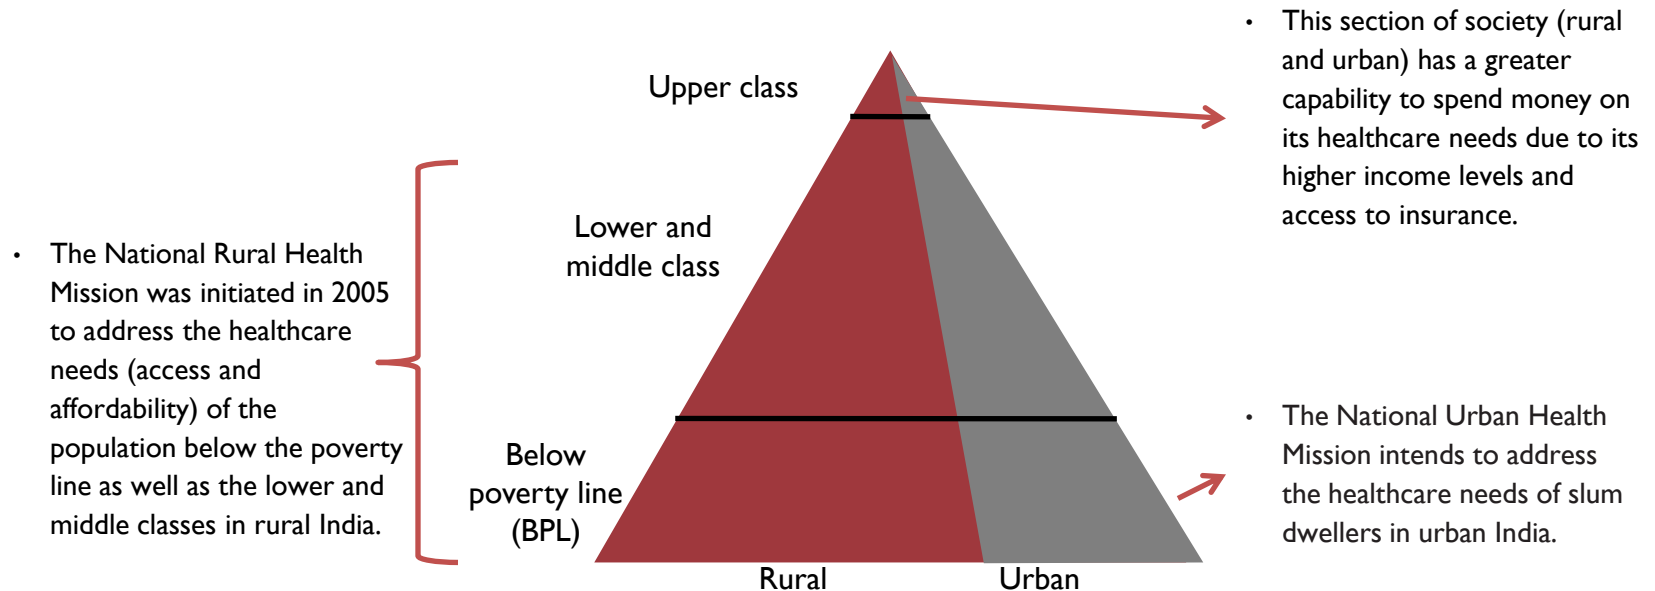 Upper class
Lower and
middle class
Below
poverty line
(BPL)
Rural
Urban
• The National Rural Health
Mission was initiated in 2005
to address the healthcare
needs (access and
affordability) of the
population below the poverty
line as well as the lower and
middle classes in rural India.
• This section of society (rural
and urban) has a greater
capability to spend money on
its healthcare needs due to its
higher income levels and
access to insurance.
• The National Urban Health
Mission intends to address
the healthcare needs of slum
dwellers in urban India.